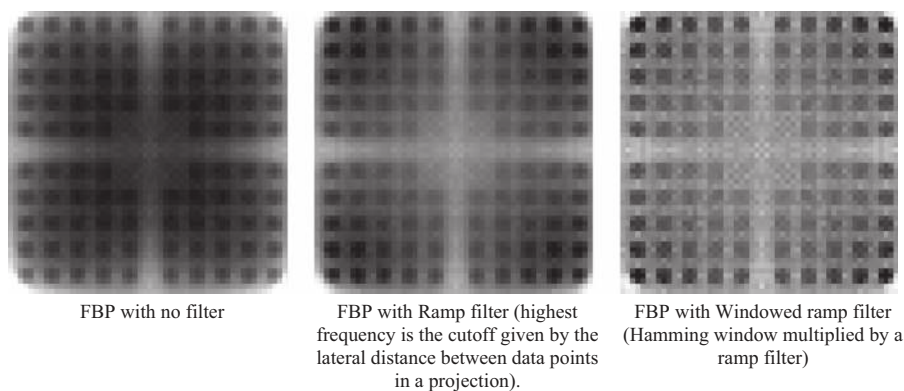 FBP with no filter
FBP with Ramp filter (highest
frequency is the cutoff given by the
lateral distance between data points
in a projection).
FBP with Windowed ramp filter
(Hamming window multiplied by a
ramp filter)